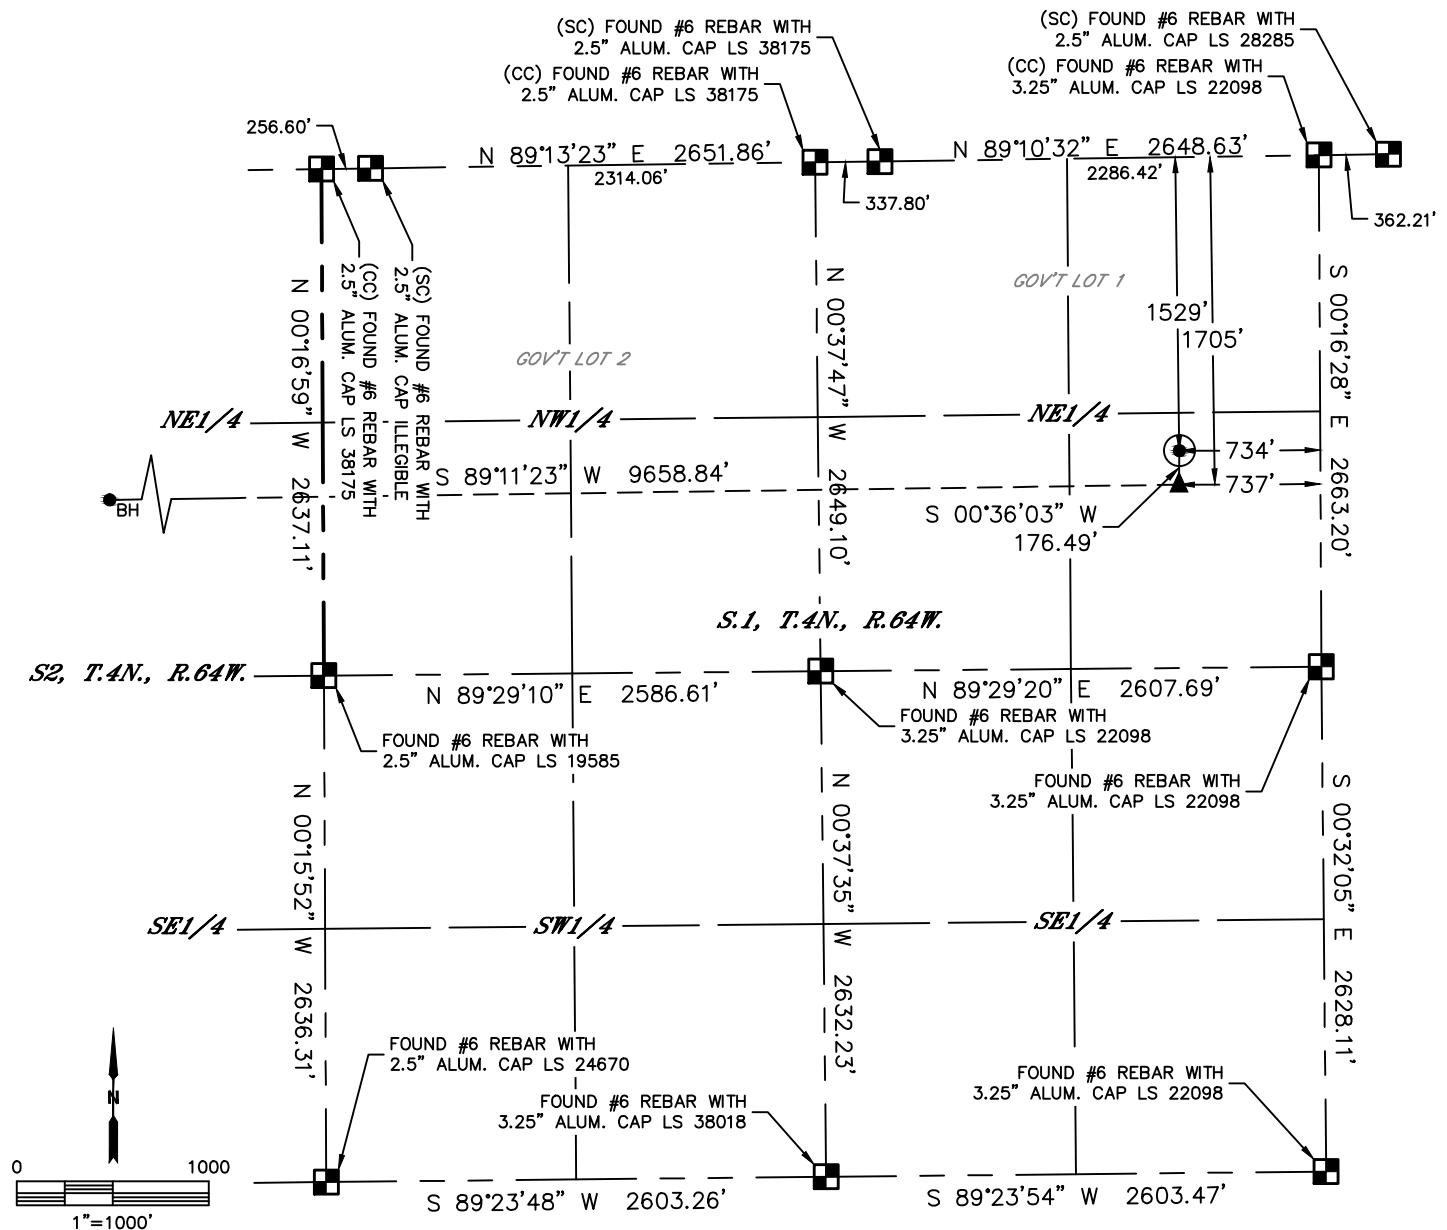 (SC) FOUND #6 REBAR WITH
2.5" ALUM. CAP LS 38175
(CC) FOUND #6 REBAR WITH
2.5" ALUM. CAP LS 38175
(SC) FOUND #6 REBAR WITH
2.5" ALUM. CAP LS 28285
(CC) FOUND #6 REBAR WITH
3.25" ALUM. CAP LS 22098
256.60'
N 89°13'23" E 2651.86'
2314.06'
337.80'
N 89°10'32" E 2648.63'
2286.42'
362.21'
N 00°16'59" W 2637.11'
(CC) FOUND #6 REBAR WITH
2.5" ALUM. CAP LS 38175
(SC) FOUND #6 REBAR WITH
2.5" ALUM. CAP ILLEGIBLE
GOV'T LOT 2
N 00°37'47" W 2649.10'
GOV'T LOT 1
1529'
1705'
S 00°16'28" E 2663.20'
NE1/4
NW1/4
NE1/4
734'
737'
S 89°11'23" W 9658.84'
BH
S 00°36'03" W
176.49'
S.1, T.4N., R.64W.
S2, T.4N., R.64W.
N 89°29'10" E 2586.61'
N 89°29'20" E 2607.69'
FOUND #6 REBAR WITH
2.5" ALUM. CAP LS 19585
FOUND #6 REBAR WITH
3.25" ALUM. CAP LS 22098
FOUND #6 REBAR WITH
3.25" ALUM. CAP LS 22098
N 00°15'52" W 2636.31'
N 00°37'35" W 2632.23'
S 00°32'05" E 2628.11'
SE1/4
SW1/4
SE1/4
FOUND #6 REBAR WITH
2.5" ALUM. CAP LS 24670
FOUND #6 REBAR WITH
3.25" ALUM. CAP LS 38018
FOUND #6 REBAR WITH
3.25" ALUM. CAP LS 22098
N
0 1000
1"=1000'
S 89°23'48" W 2603.26'
S 89°23'54" W 2603.47'